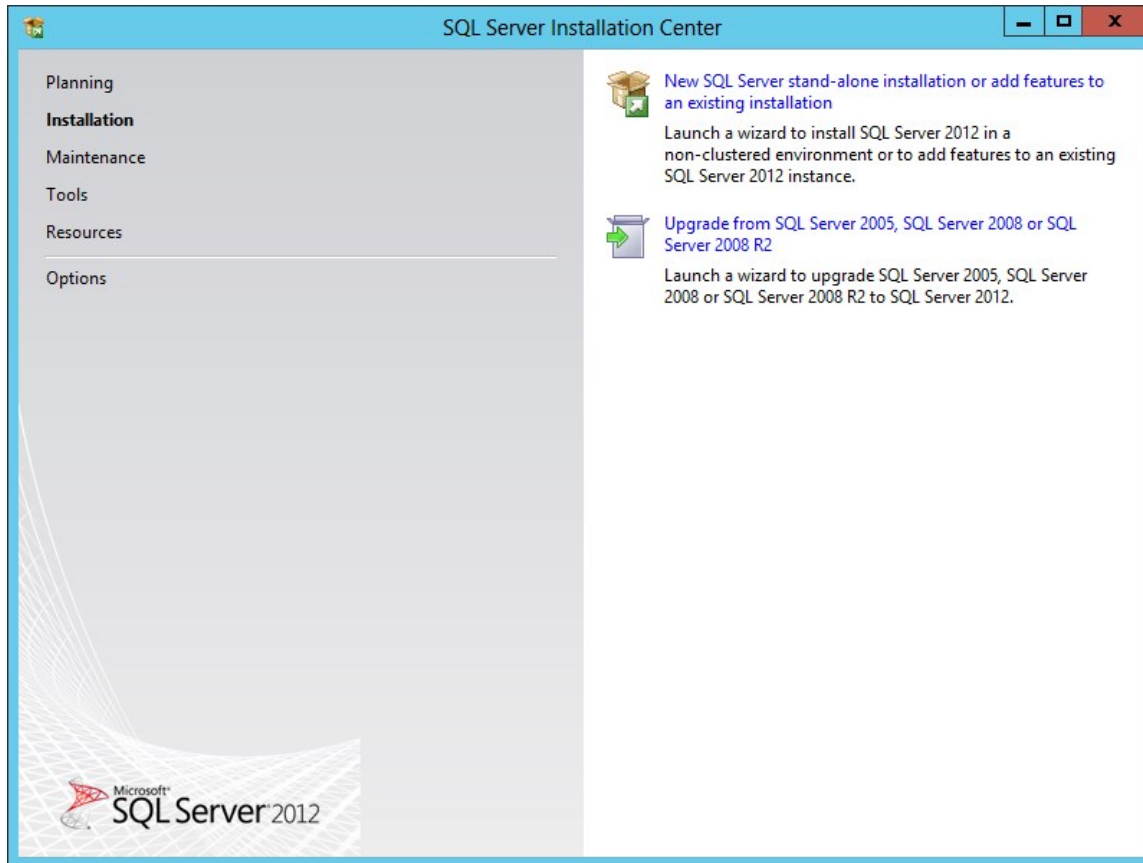 SQL Server Installation Center
Planning
Installation
Maintenance
Tools
Resources
Options
New SQL Server stand-alone installation or add features to
an existing installation
Launch a wizard to install SQL Server 2012 in a
non-clustered environment or to add features to an existing
SQL Server 2012 instance.
Upgrade from SQL Server 2005, SQL Server 2008 or SQL
Server 2008 R2
Launch a wizard to upgrade SQL Server 2005, SQL Server
2008 or SQL Server 2008 R2 to SQL Server 2012.
Microsoft®
SQL Server® 2012